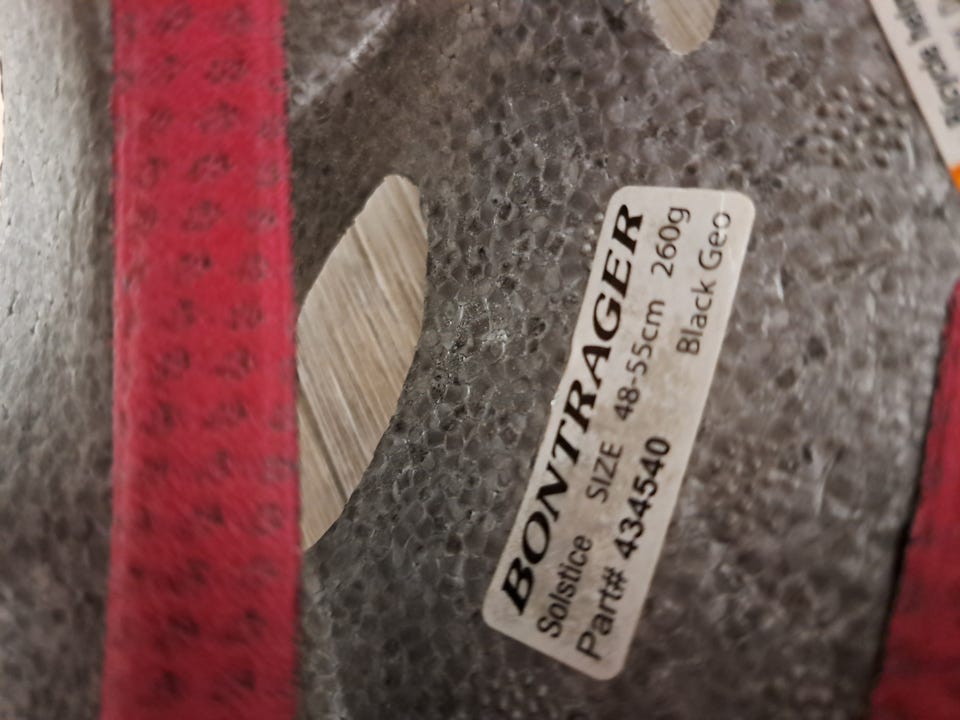 BONTRAGER
Solstice SIZE 48-55cm 260g
Part# 434540 Black Geo